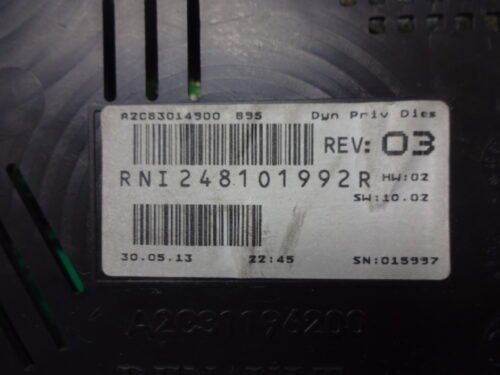 A2C83014900 B95 Dyn Priv Dies
REV: 03
RNI248101992R HW:02
SW:10.02
30.05.13 22:45 SN:015997
A2C81196200